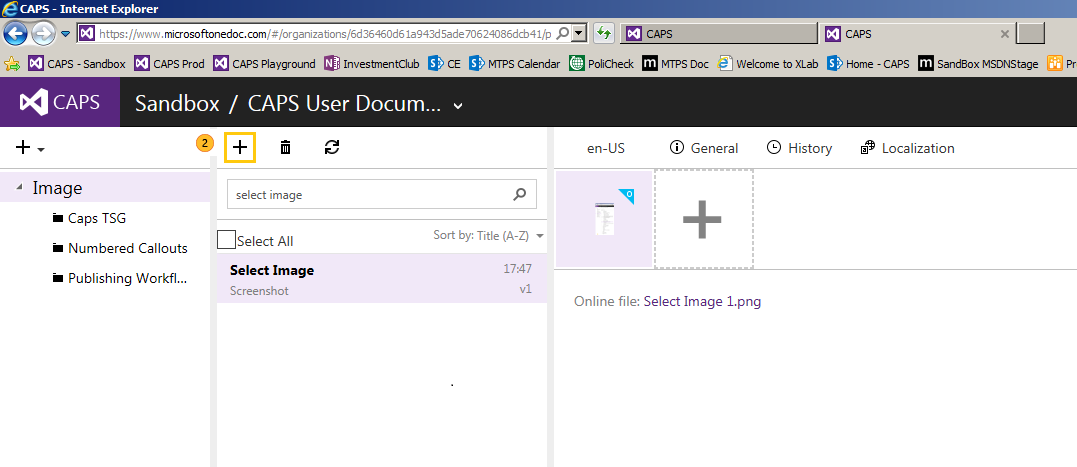 CAPS - Internet Explorer
https://www.microsoftonedoc.com/#/organizations/6d36460d61a943d5ade70624086dcb41/p
CAPS
CAPS
CAPS - Sandbox CAPS Prod CAPS Playground InvestmentClub CE MTPS Calendar PoliCheck MTPS Doc Welcome to XLab Home - CAPS SandBox MSDNStage Pr
CAPS Sandbox / CAPS User Docum...
2
en-US General History Localization
Image
Caps TSG
Numbered Callouts
Publishing Workfl...
select image
Select All Sort by: Title (A-Z)
Select Image 17:47
Screenshot v1
Online file: Select Image 1.png